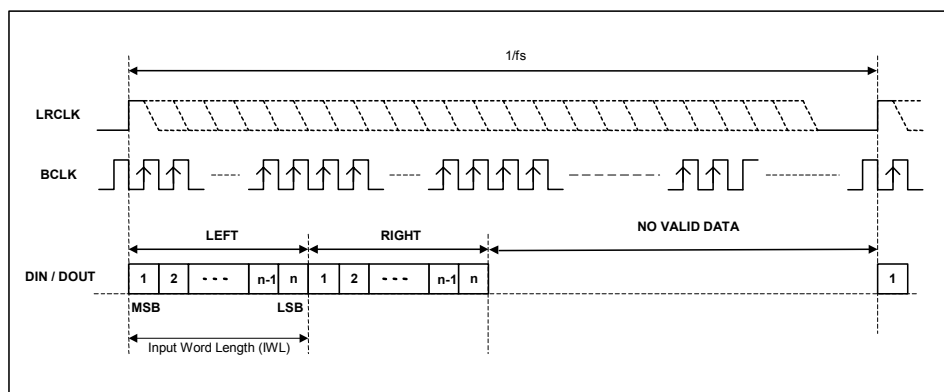 1/fs
LRCLK
BCLK
LEFT
RIGHT
NO VALID DATA
DIN / DOUT
1 2 - - - n-1 n 1 2 - - - n-1 n 1
MSB
LSB
Input Word Length (IWL)